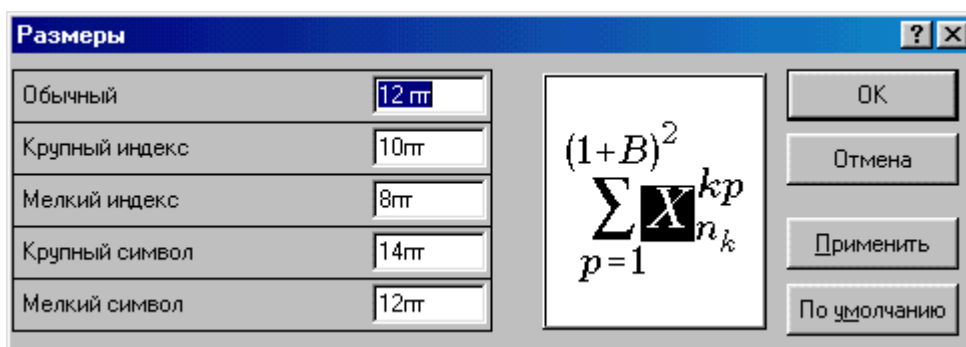 Размеры
Обычный 12 пт
Крупный индекс 10пт
Мелкий индекс 8пт
Крупный символ 14пт
Мелкий символ 12пт
(1+B)²
∑ X kp n k
p=1
OK
Отмена
Применить
По умолчанию